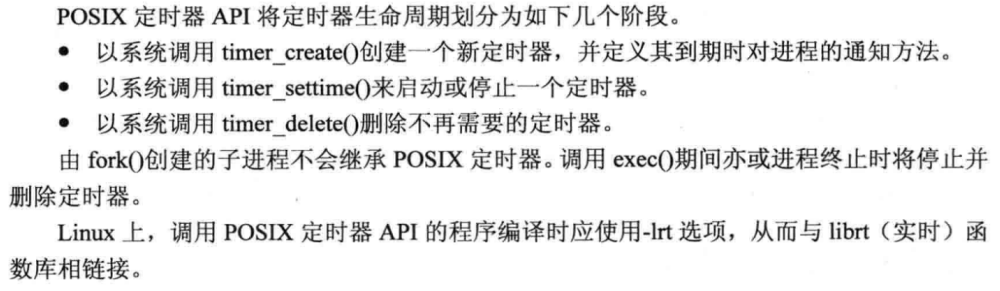 POSIX 定时器 API 将定时器生命周期划分为如下几个阶段。
● 以系统调用 timer_create()创建一个新定时器，并定义其到期时对进程的通知方法。
● 以系统调用 timer_settime()来启动或停止一个定时器。
● 以系统调用 timer_delete()删除不再需要的定时器。
由 fork()创建的子进程不会继承 POSIX 定时器。调用 exec()期间亦或进程终止时将停止并
删除定时器。
Linux 上，调用 POSIX 定时器 API 的程序编译时应使用-lrt 选项，从而与 librt（实时）函
数库相链接。